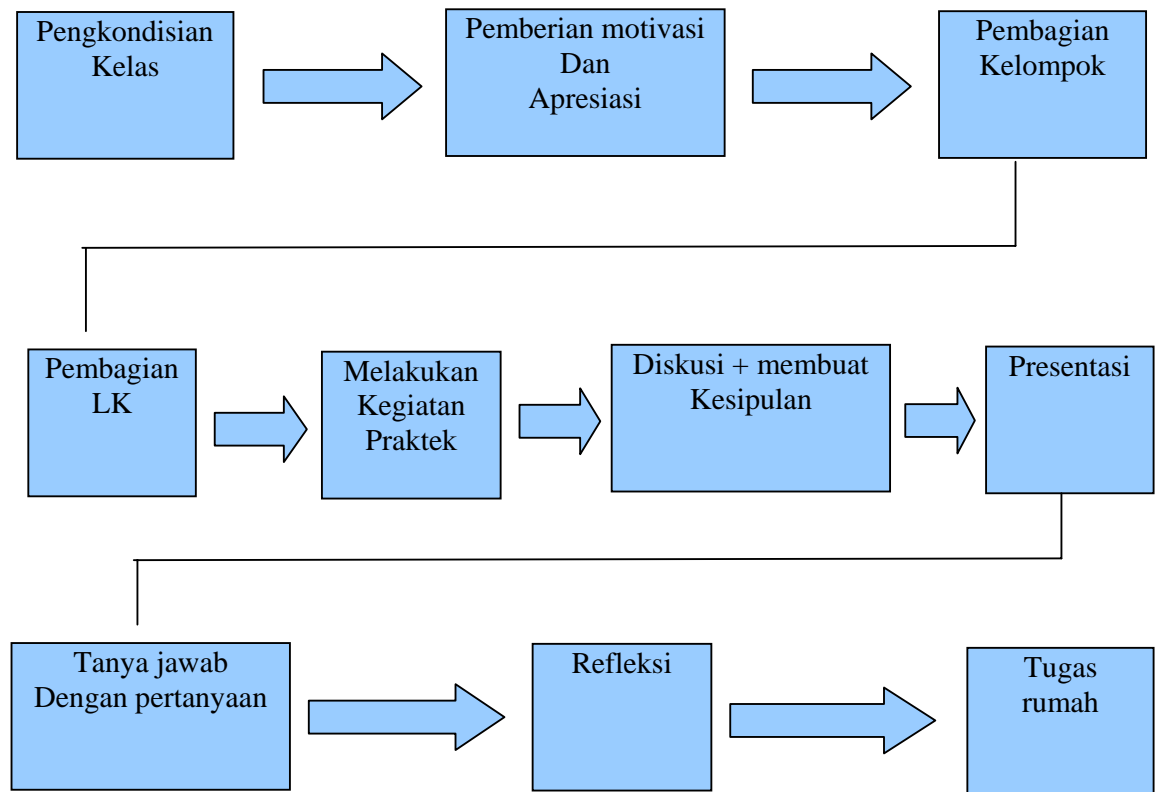 Pengkondisian
Kelas
Pemberian motivasi
Dan
Apresiasi
Pembagian
Kelompok
Pembagian
LK
Melakukan
Kegiatan
Praktek
Diskusi + membuat
Kesipulan
Presentasi
Tanya jawab
Dengan pertanyaan
Refleksi
Tugas
rumah